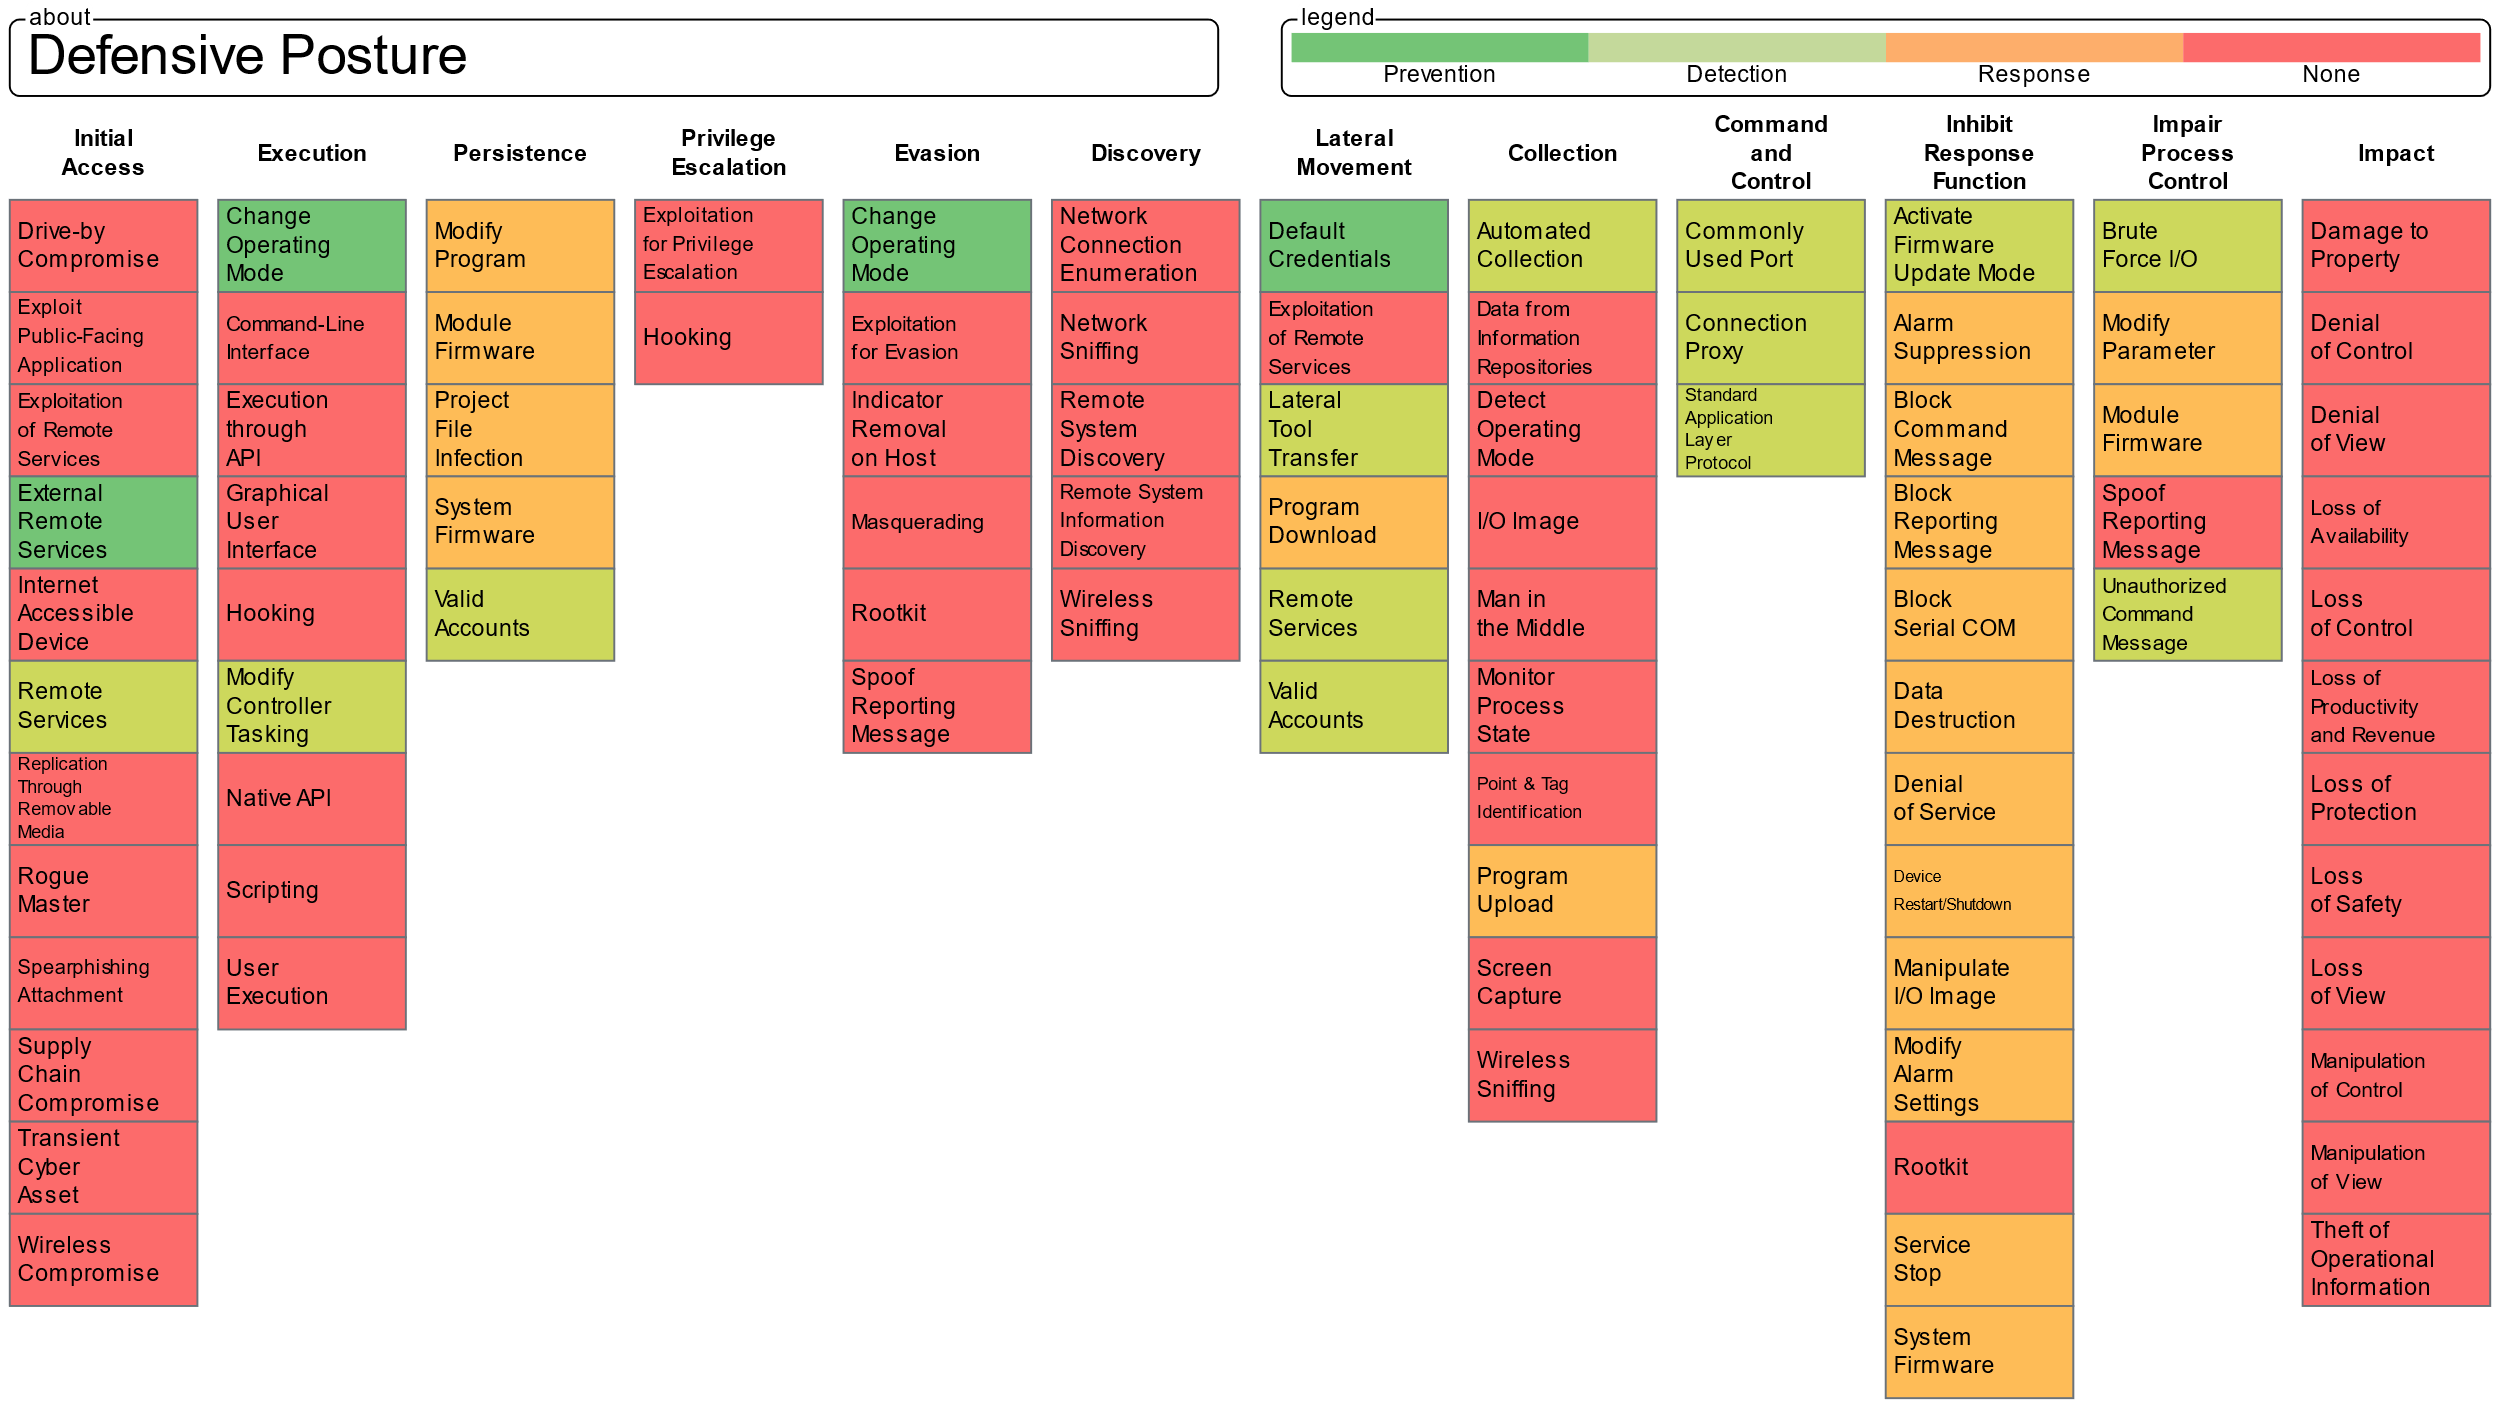 about
Defensive Posture
legend
Prevention
Detection
Response
None
Initial
Access
Drive-by
Compromise
Exploit
Public-Facing
Application
Exploitation
of Remote
Services
External
Remote
Services
Internet
Accessible
Device
Remote
Services
Replication
Through
Removable
Media
Rogue
Master
Spearphishing
Attachment
Supply
Chain
Compromise
Transient
Cyber
Asset
Wireless
Compromise
Execution
Change
Operating
Mode
Command-Line
Interface
Execution
through
API
Graphical
User
Interface
Hooking
Modify
Controller
Tasking
Native API
Scripting
User
Execution
Persistence
Modify
Program
Module
Firmware
Project
File
Infection
System
Firmware
Valid
Accounts
Privilege
Escalation
Exploitation
for Privilege
Escalation
Hooking
Evasion
Change
Operating
Mode
Exploitation
for Evasion
Indicator
Removal
on Host
Masquerading
Rootkit
Spoof
Reporting
Message
Discovery
Network
Connection
Enumeration
Network
Sniffing
Remote
System
Discovery
Remote System
Information
Discovery
Wireless
Sniffing
Lateral
Movement
Default
Credentials
Exploitation
of Remote
Services
Lateral
Tool
Transfer
Program
Download
Remote
Services
Valid
Accounts
Collection
Automated
Collection
Data from
Information
Repositories
Detect
Operating
Mode
I/O Image
Man in
the Middle
Monitor
Process
State
Point & Tag
Identification
Program
Upload
Screen
Capture
Wireless
Sniffing
Command
and
Control
Commonly
Used Port
Connection
Proxy
Standard
Application
Layer
Protocol
Inhibit
Response
Function
Activate
Firmware
Update Mode
Alarm
Suppression
Block
Command
Message
Block
Reporting
Message
Block
Serial COM
Data
Destruction
Denial
of Service
Device
Restart/Shutdown
Manipulate
I/O Image
Modify
Alarm
Settings
Rootkit
Service
Stop
System
Firmware
Impair
Process
Control
Brute
Force I/O
Modify
Parameter
Module
Firmware
Spoof
Reporting
Message
Unauthorized
Command
Message
Impact
Damage to
Property
Denial
of Control
Denial
of View
Loss of
Availability
Loss
of Control
Loss of
Productivity
and Revenue
Loss of
Protection
Loss
of Safety
Loss
of View
Manipulation
of Control
Manipulation
of View
Theft of
Operational
Information